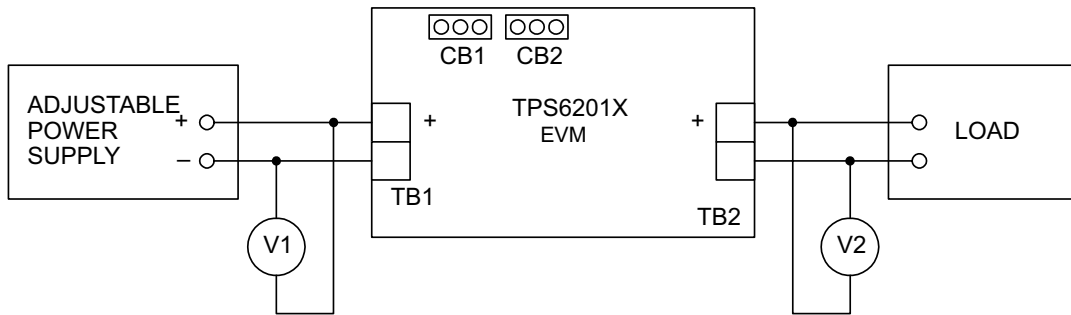 CB1 CB2
ADJUSTABLE
POWER
SUPPLY
+
–
+
TPS6201X
EVM
+
LOAD
TB1
TB2
V1
V2